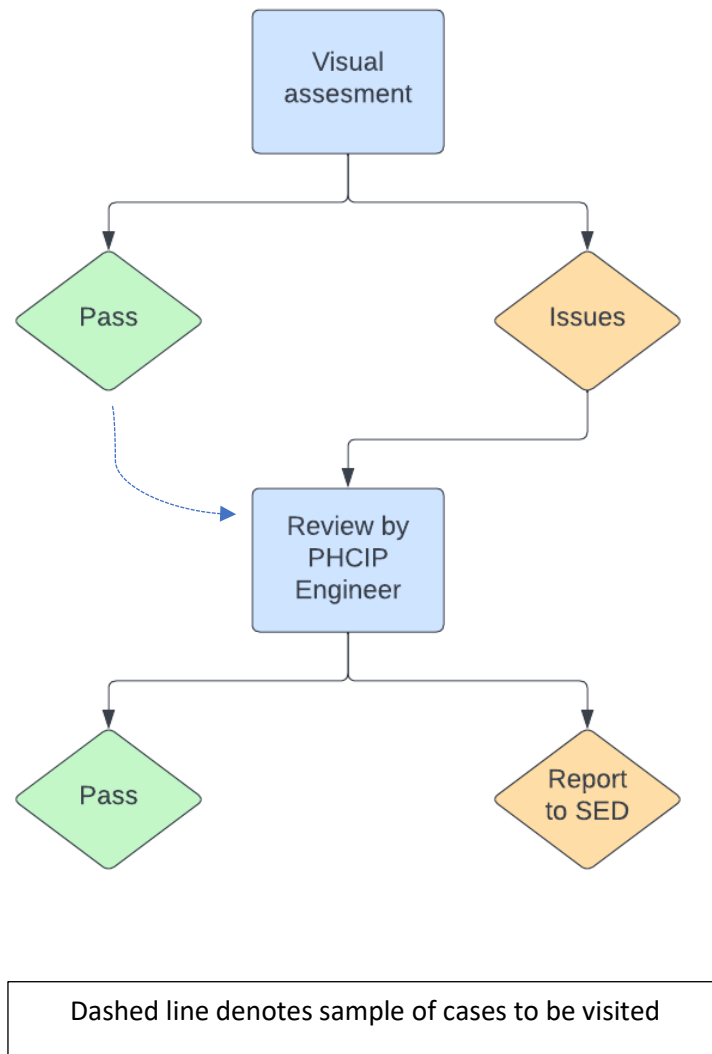 Visual
assesment
Pass
Issues
Review by
PHCIP
Engineer
Pass
Report
to SED
Dashed line denotes sample of cases to be visited